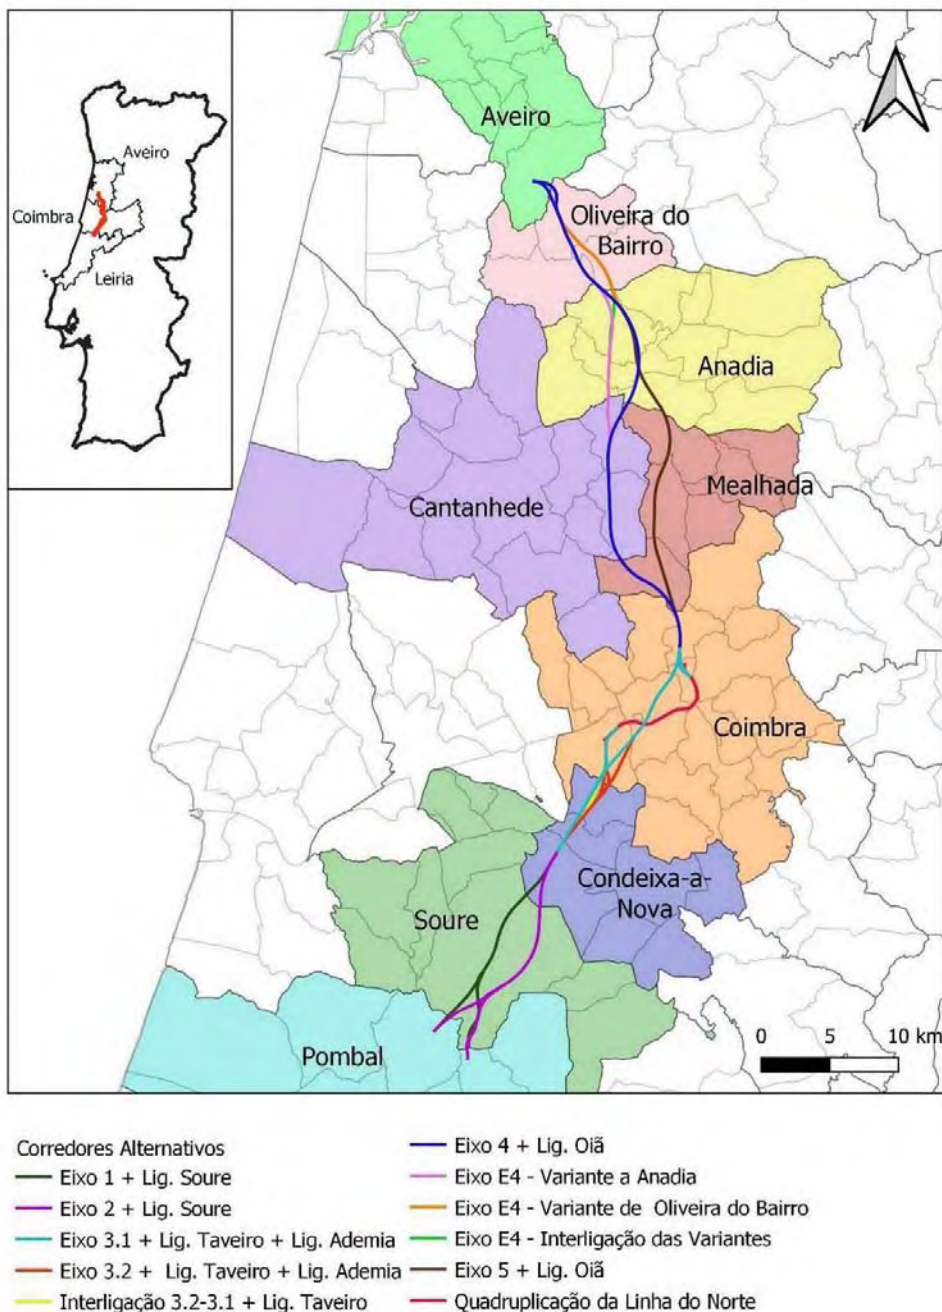 Aveiro
Coimbra
Leiria
Aveiro
Oliveira do
Bairro
Anadia
Mealhada
Cantanhede
Coimbra
Condeixa-a-
Nova
Soure
Pombal
0 5 10 km
Corredores Alternativos
Eixo 1 + Lig. Soure
Eixo 2 + Lig. Soure
Eixo 3.1 + Lig. Taveiro + Lig. Ademia
Eixo 3.2 + Lig. Taveiro + Lig. Ademia
Interligação 3.2-3.1 + Lig. Taveiro
Eixo 4 + Lig. Oiã
Eixo E4 - Variante a Anadia
Eixo E4 - Variante de Oliveira do Bairro
Eixo E4 - Interligação das Variantes
Eixo 5 + Lig. Oiã
Quadruplicação da Linha do Norte